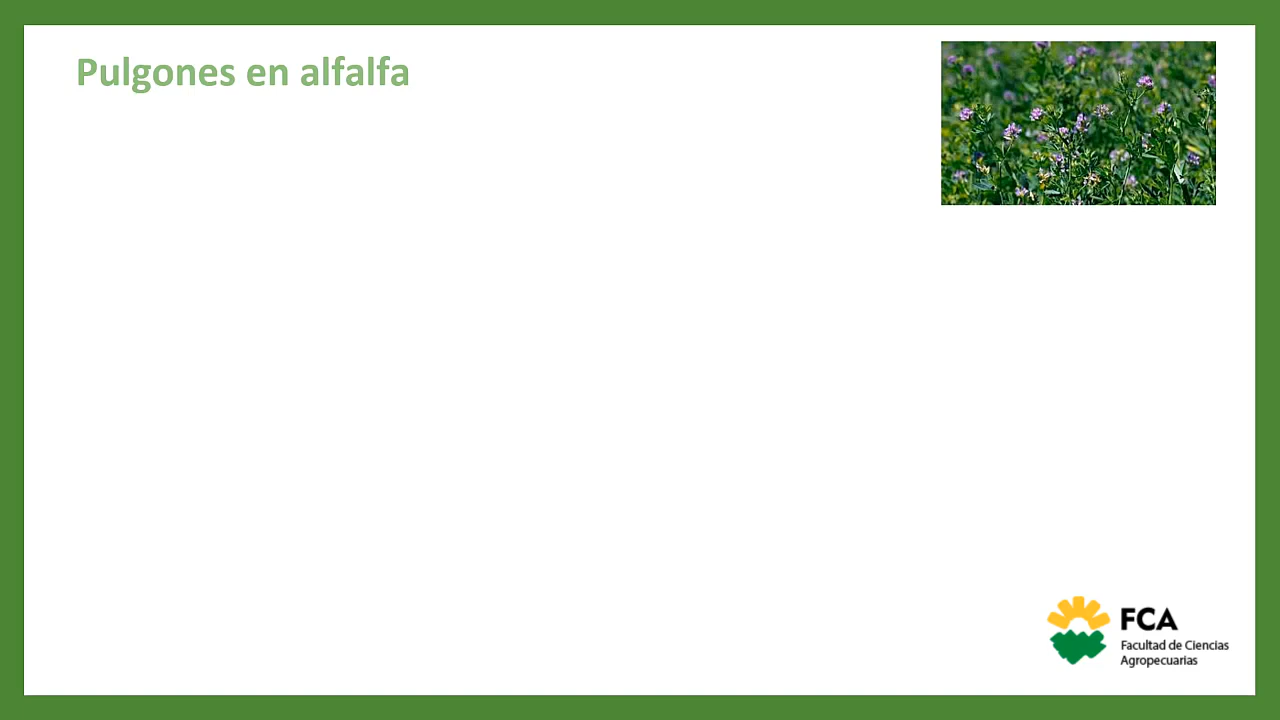 Pulgones en alfalfa
FCA
Facultad de Ciencias
Agropecuarias